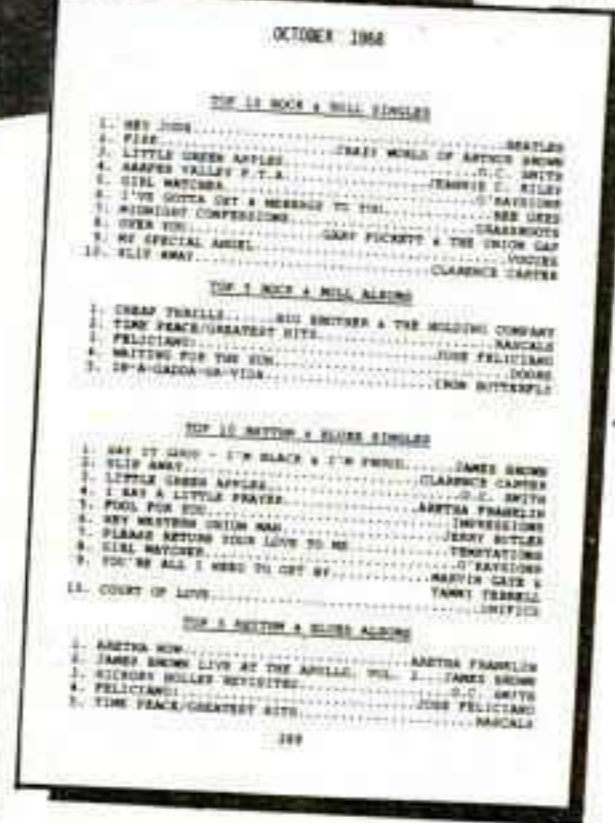 OCTOBER 1968
TOP 10 ROCK & ROLL SINGLES
1. HEY JUDE BEATLES
2. FIRE CRAZY WORLD OF ARTHUR BROWN
3. LITTLE GREEN APPLES O.C. SMITH
4. HARPER VALLEY P.T.A. JEANNIE C. RILEY
5. GIRL WATCHER O'KAYSIONS
6. I'VE GOTTA GET A MESSAGE TO YOU BEE GEES
7. MIDNIGHT CONFESSIONS GRASSROOTS
8. OVER YOU GARY PUCKETT & THE UNION GAP
9. MY SPECIAL ANGEL VOGUES
10. SLIP AWAY CLARENCE CARTER
TOP 5 ROCK & ROLL ALBUMS
1. CHEAP THRILLS BIG BROTHER & THE HOLDING COMPANY
2. TIME PEACE/GREATEST HITS RASCALS
3. FELICIANO! JOSE FELICIANO
4. WAITING FOR THE SUN DOORS
5. IN-A-GADDA-DA-VIDA IRON BUTTERFLY
TOP 10 RHYTHM & BLUES SINGLES
1. SAY IT LOUD - I'M BLACK & I'M PROUD JAMES BROWN
2. SLIP AWAY CLARENCE CARTER
3. LITTLE GREEN APPLES O.C. SMITH
4. I SAY A LITTLE PRAYER ARETHA FRANKLIN
5. FOOL FOR YOU IMPRESSIONS
6. HEY WESTERN UNION MAN JERRY BUTLER
7. PLEASE RETURN YOUR LOVE TO ME TEMPTATIONS
8. GIRL WATCHER O'KAYSIONS
9. YOU'RE ALL I NEED TO GET BY MARVIN GAYE &
TAMMI TERRELL
10. COURT OF LOVE UNIFICS
TOP 5 RHYTHM & BLUES ALBUMS
1. ARETHA NOW ARETHA FRANKLIN
2. JAMES BROWN LIVE AT THE APOLLO, VOL. 2 JAMES BROWN
3. HICKORY HOLLER REVISITED O.C. SMITH
4. FELICIANO! JOSE FELICIANO
5. TIME PEACE/GREATEST HITS RASCALS